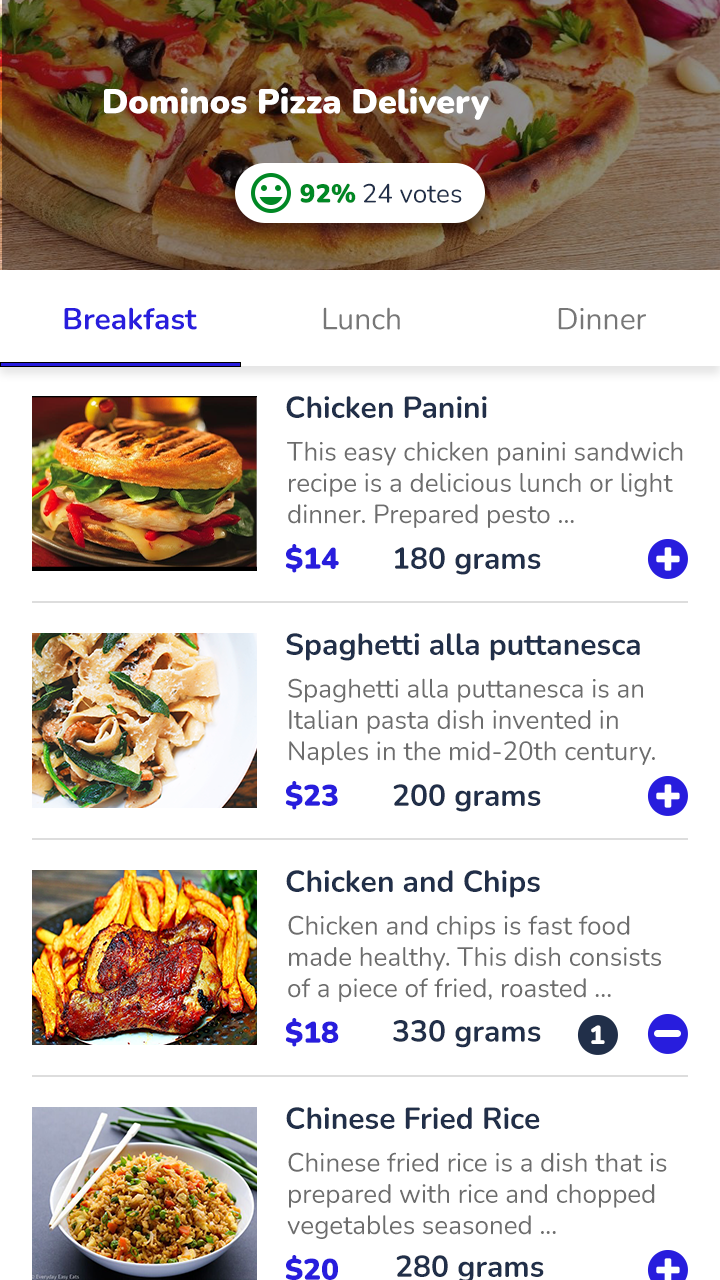 Dominos Pizza Delivery
92% 24 votes
Breakfast Lunch Dinner
Chicken Panini
This easy chicken panini sandwich
recipe is a delicious lunch or light
dinner. Prepared pesto ...
$14 180 grams
Spaghetti alla puttanesca
Spaghetti alla puttanesca is an
Italian pasta dish invented in
Naples in the mid-20th century.
$23 200 grams
Chicken and Chips
Chicken and chips is fast food
made healthy. This dish consists
of a piece of fried, roasted ...
$18 330 grams 1
Chinese Fried Rice
Chinese fried rice is a dish that is
prepared with rice and chopped
vegetables seasoned ...
Everyday Easy Eats
$20 280 grams